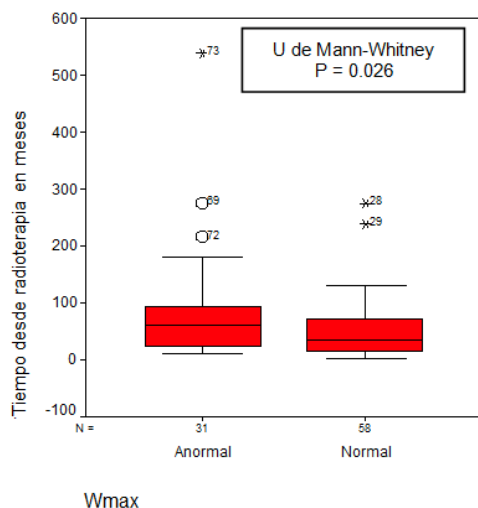 600
500
400
300
200
100
0
-100
Tiempo desde radioterapia en meses
U de Mann-Whitney
P = 0.026
73
69
72
28
29
N =
31
58
Anormal
Normal
Wmax